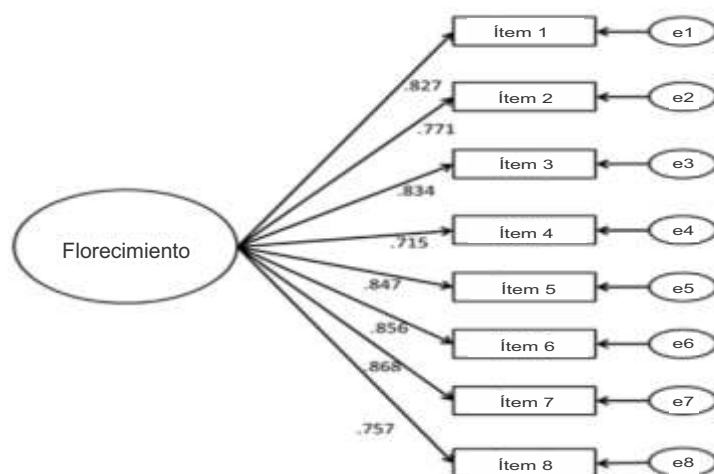 Ítem 1
e1
.827
Ítem 2
e2
.771
Ítem 3
e3
.834
Florecimiento
Ítem 4
e4
.715
Ítem 5
e5
.847
Ítem 6
e6
.856
.868
Ítem 7
e7
.757
Ítem 8
e8